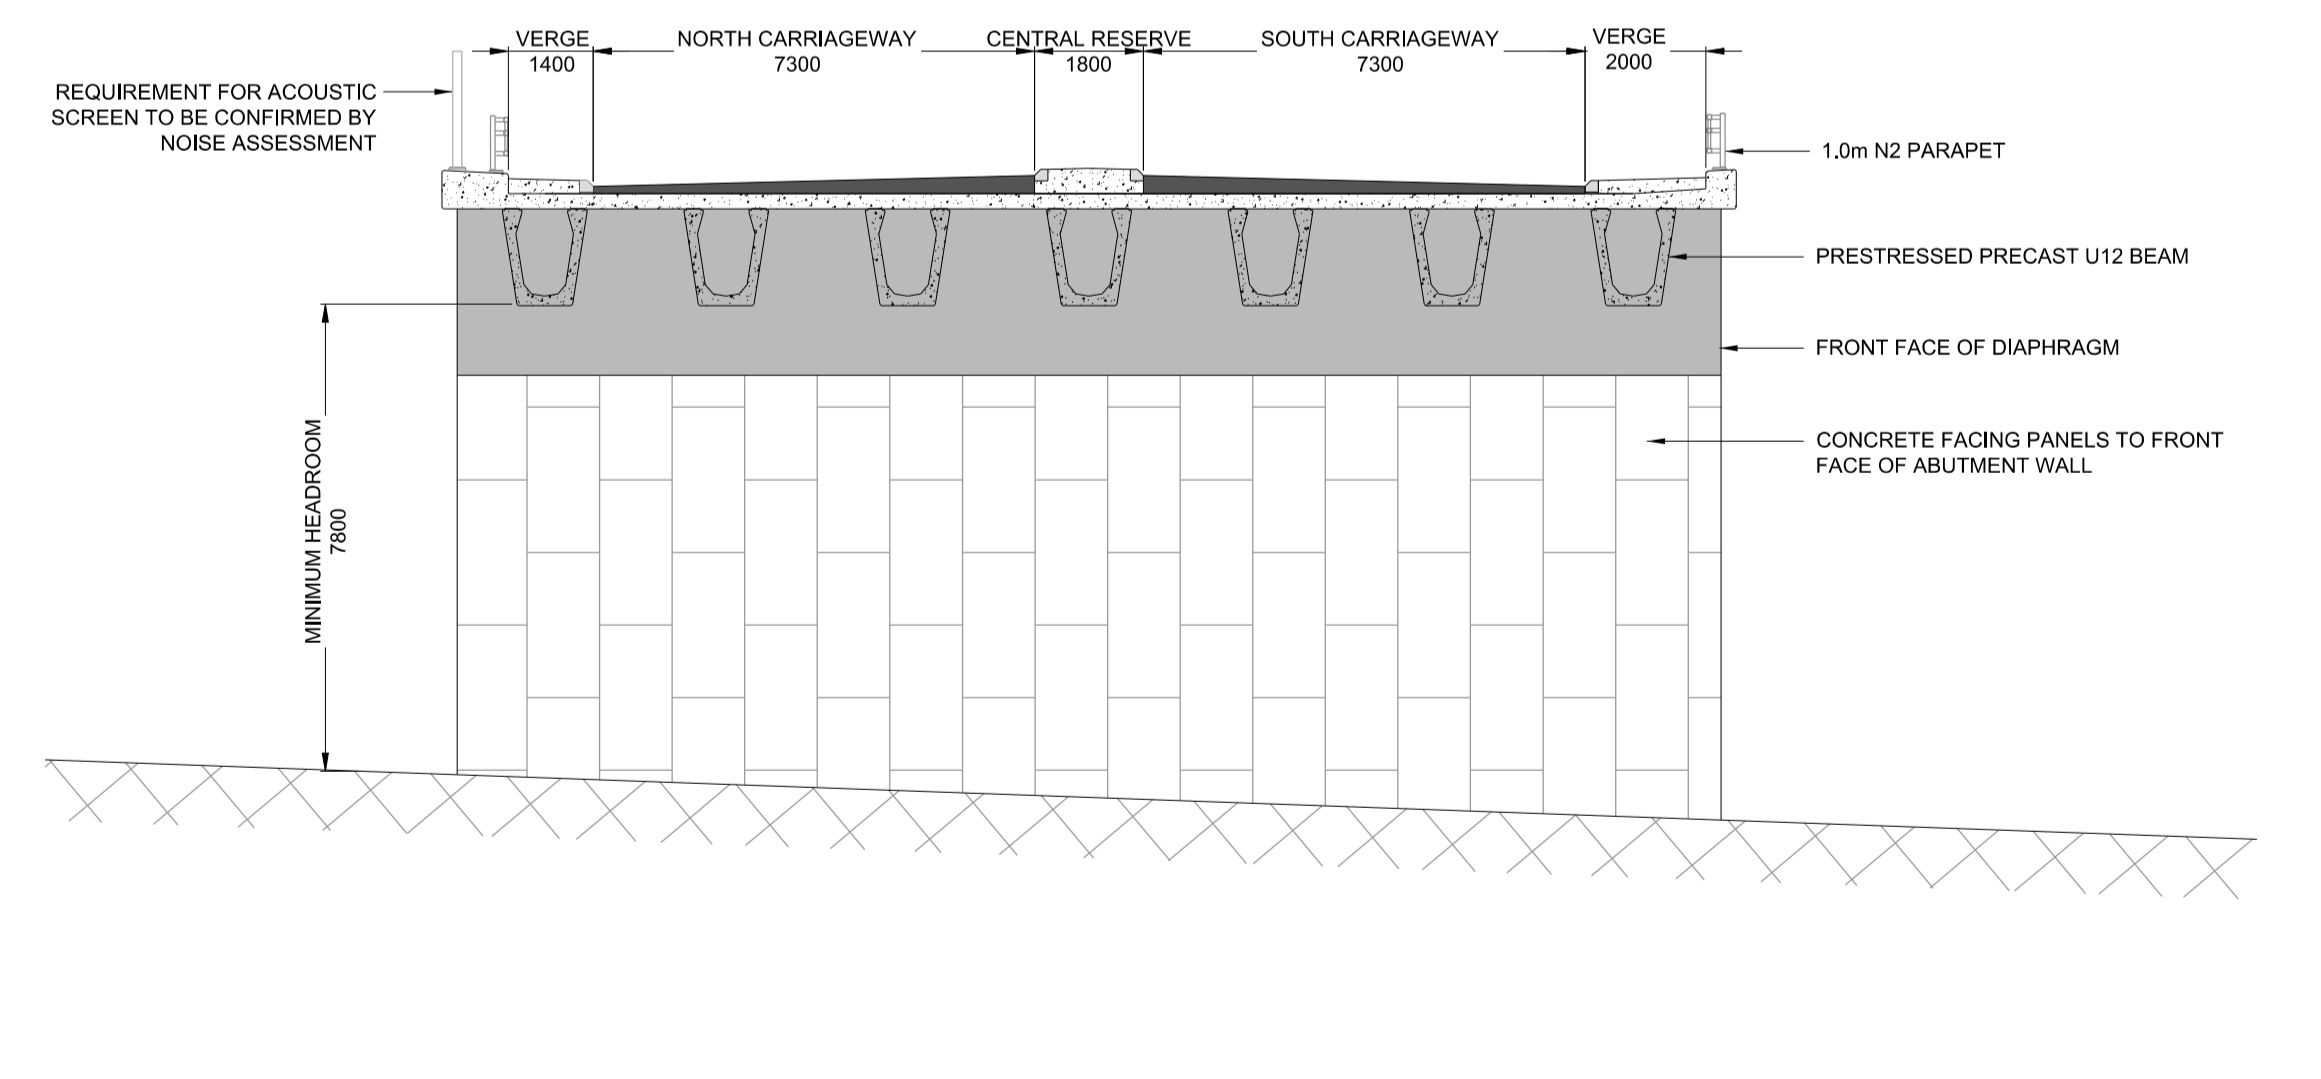 VERGE
1400
NORTH CARRIAGEWAY
7300
CENTRAL RESERVE
1800
SOUTH CARRIAGEWAY
7300
VERGE
2000
REQUIREMENT FOR ACOUSTIC
SCREEN TO BE CONFIRMED BY
NOISE ASSESSMENT
1.0m N2 PARAPET
PRESTRESSED PRECAST U12 BEAM
FRONT FACE OF DIAPHRAGM
CONCRETE FACING PANELS TO FRONT
FACE OF ABUTMENT WALL
MINIMUM HEADROOM
7800